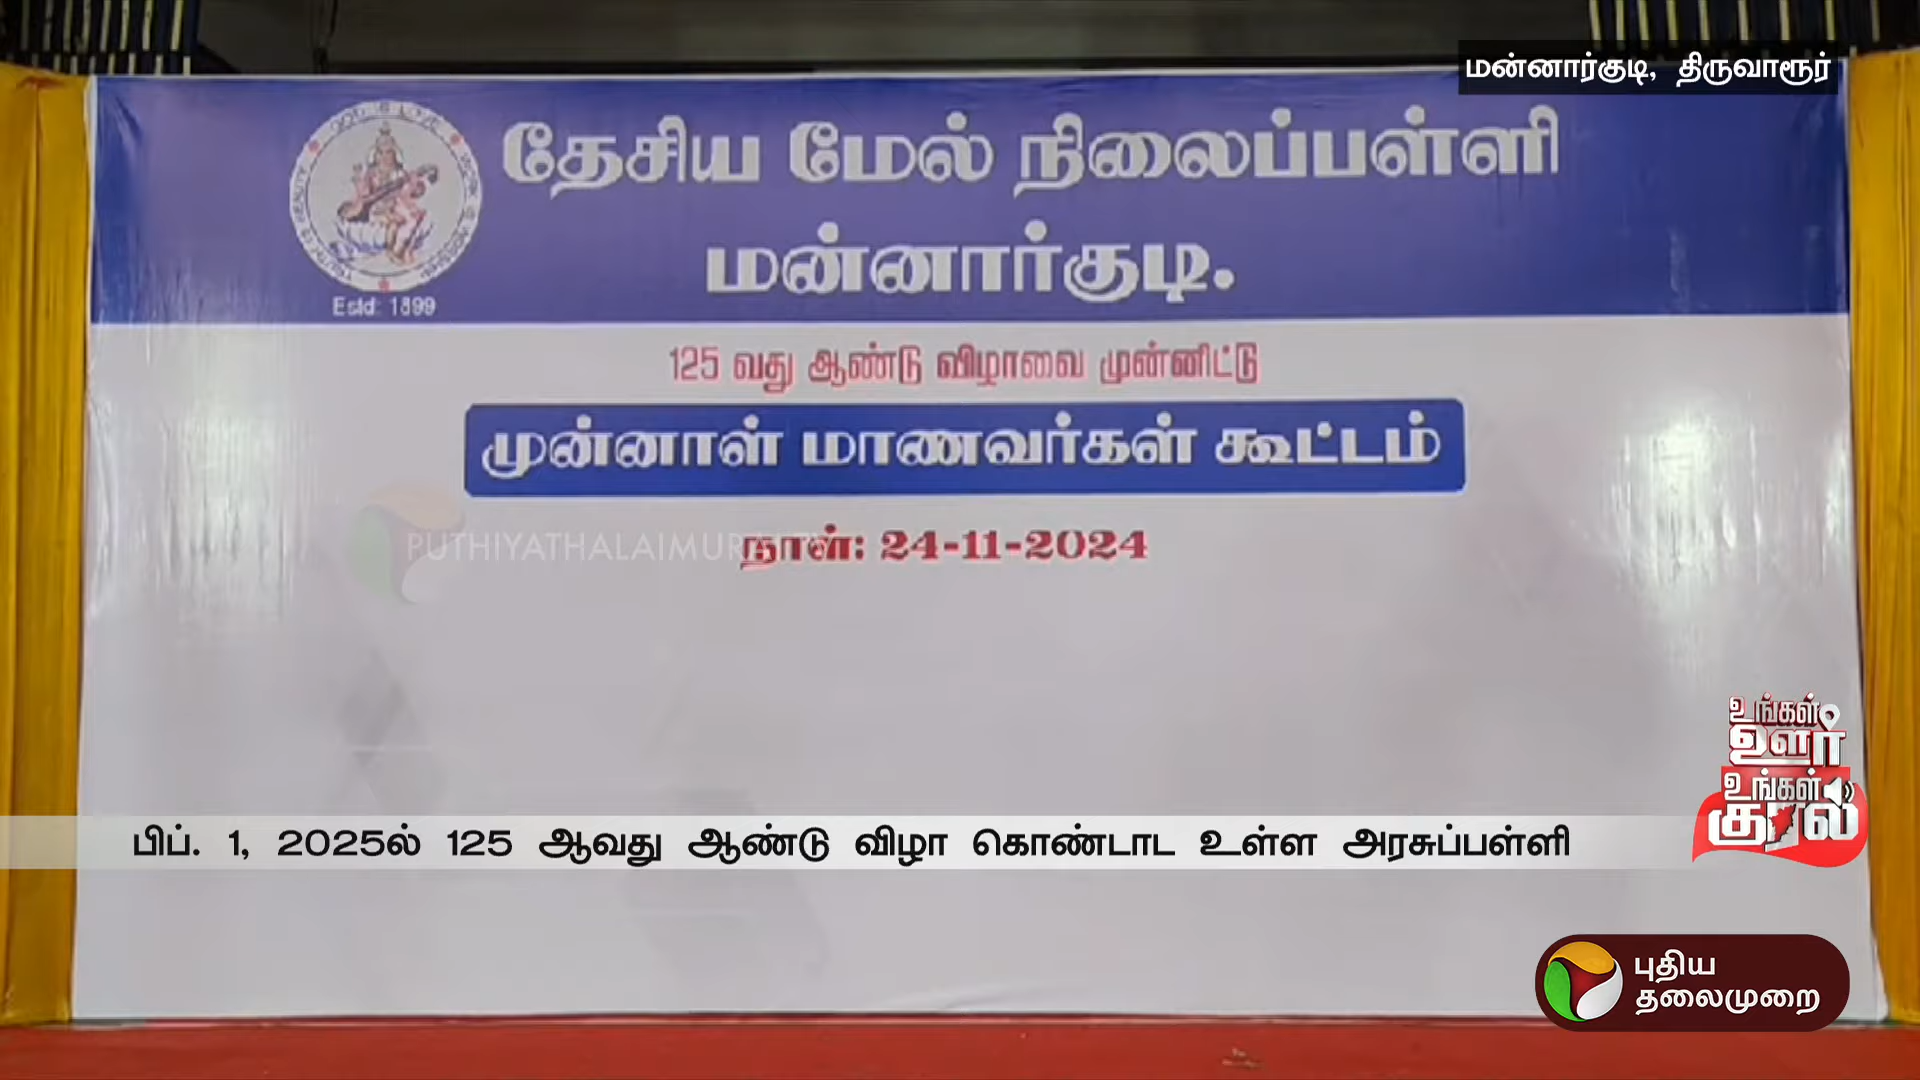 மன்னார்குடி, திருவாரூர்
தேசிய மேல் நிலைப்பள்ளி
மன்னார்குடி.
Estd: 1899
125 வது ஆண்டு விழாவை முன்னிட்டு
முன்னாள் மாணவர்கள் கூட்டம்
PUTHIYATHALAIMURAI TV
நாள்: 24-11-2024
உங்கள்
ஊர்
உங்கள்
குரல்
பிப். 1, 2025ல் 125 ஆவது ஆண்டு விழா கொண்டாட உள்ள அரசுப்பள்ளி
புதிய
தலைமுறை